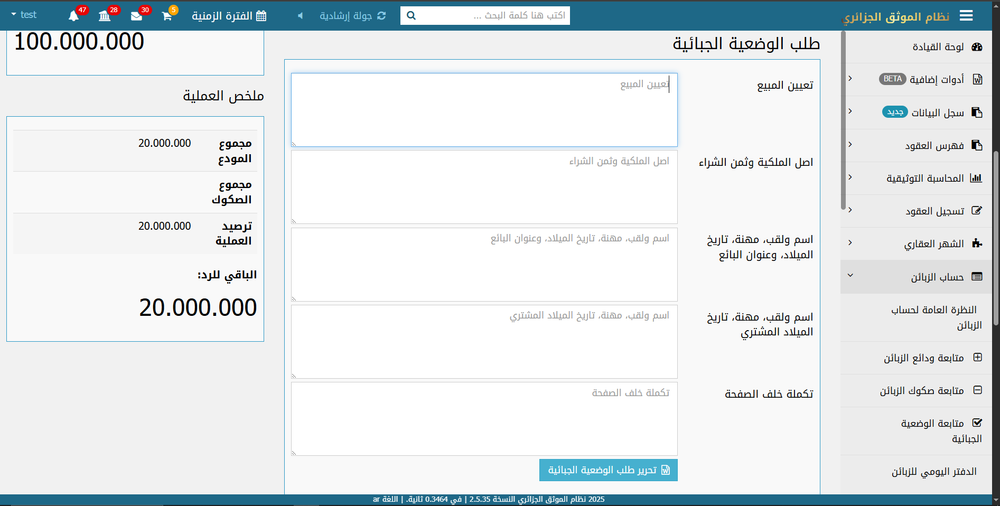 نظام الموثق الجزائري
اكتب هنا كلمة البحث ...
جولة إرشادية
الفترة الزمنية
5
30
28
47
test
لوحة القيادة
أدوات إضافية BETA
سجل البيانات جديد
فهرس العقود
المحاسبة التوثيقية
تسجيل العقود
الشهر العقاري
حساب الزبائن
النظرة العامة لحساب
الزبائن
متابعة ودائع الزبائن
متابعة صكوك الزبائن
متابعة الوضعية
الجبائية
الدفتر اليومي للزبائن
طلب الوضعية الجبائية
تعيين المبيع
تعيين المبيع
اصل الملكية وثمن الشراء
اصل الملكية وثمن الشراء
اسم ولقب، مهنة، تاريخ
الميلاد، وعنوان البائع
اسم ولقب، مهنة، تاريخ الميلاد، وعنوان البائع
اسم ولقب، مهنة، تاريخ
الميلاد المشتري
اسم ولقب، مهنة، تاريخ الميلاد المشتري
تكملة خلف الصفحة
تكملة خلف الصفحة
تحرير طلب الوضعية الجبائية
100.000.000
ملخص العملية
مجموع
المودع
20.000.000
مجموع
الصكوك
ترصيد
العملية
20.000.000
الباقي للرد:
20.000.000
2025 نظام الموثق الجزائري النسخة 2.5.35 | في 0.3464 ثانية. | اللغة ar